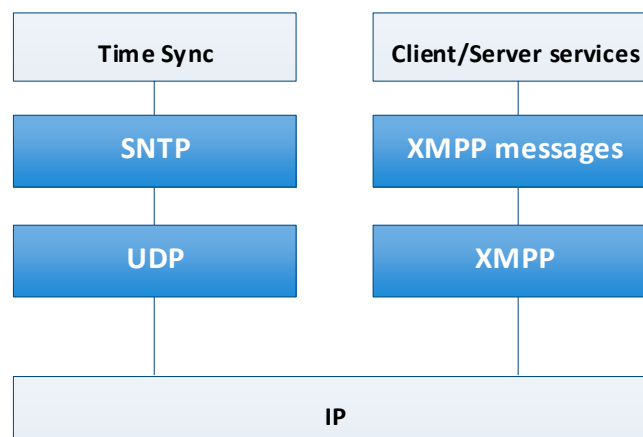 Time Sync
Client/Server services
SNTP
XMPP messages
UDP
XMPP
IP